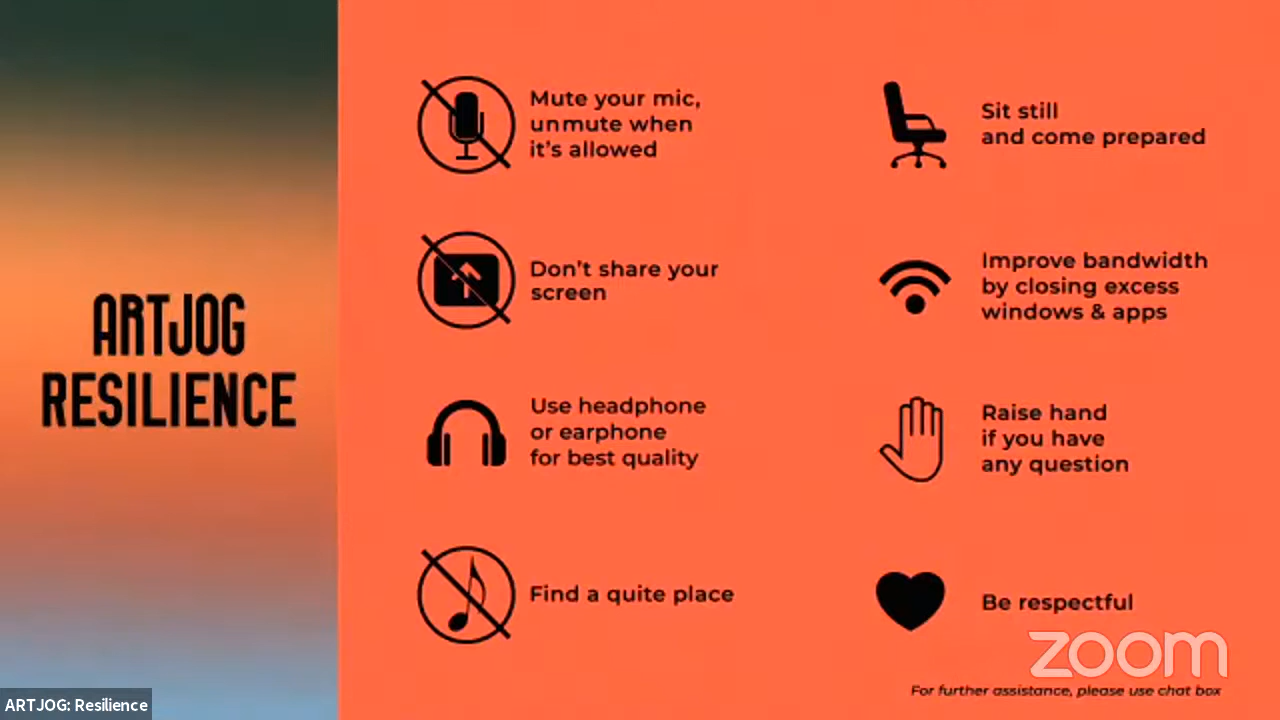 ARTJOG
RESILIENCE
Mute your mic,
unmute when
it's allowed
Don't share your
screen
Use headphone
or earphone
for best quality
Find a quite place
Sit still
and come prepared
Improve bandwidth
by closing excess
windows & apps
Raise hand
if you have
any question
Be respectful
zoom
For further assistance, please use chat box
ARTJOG: Resilience